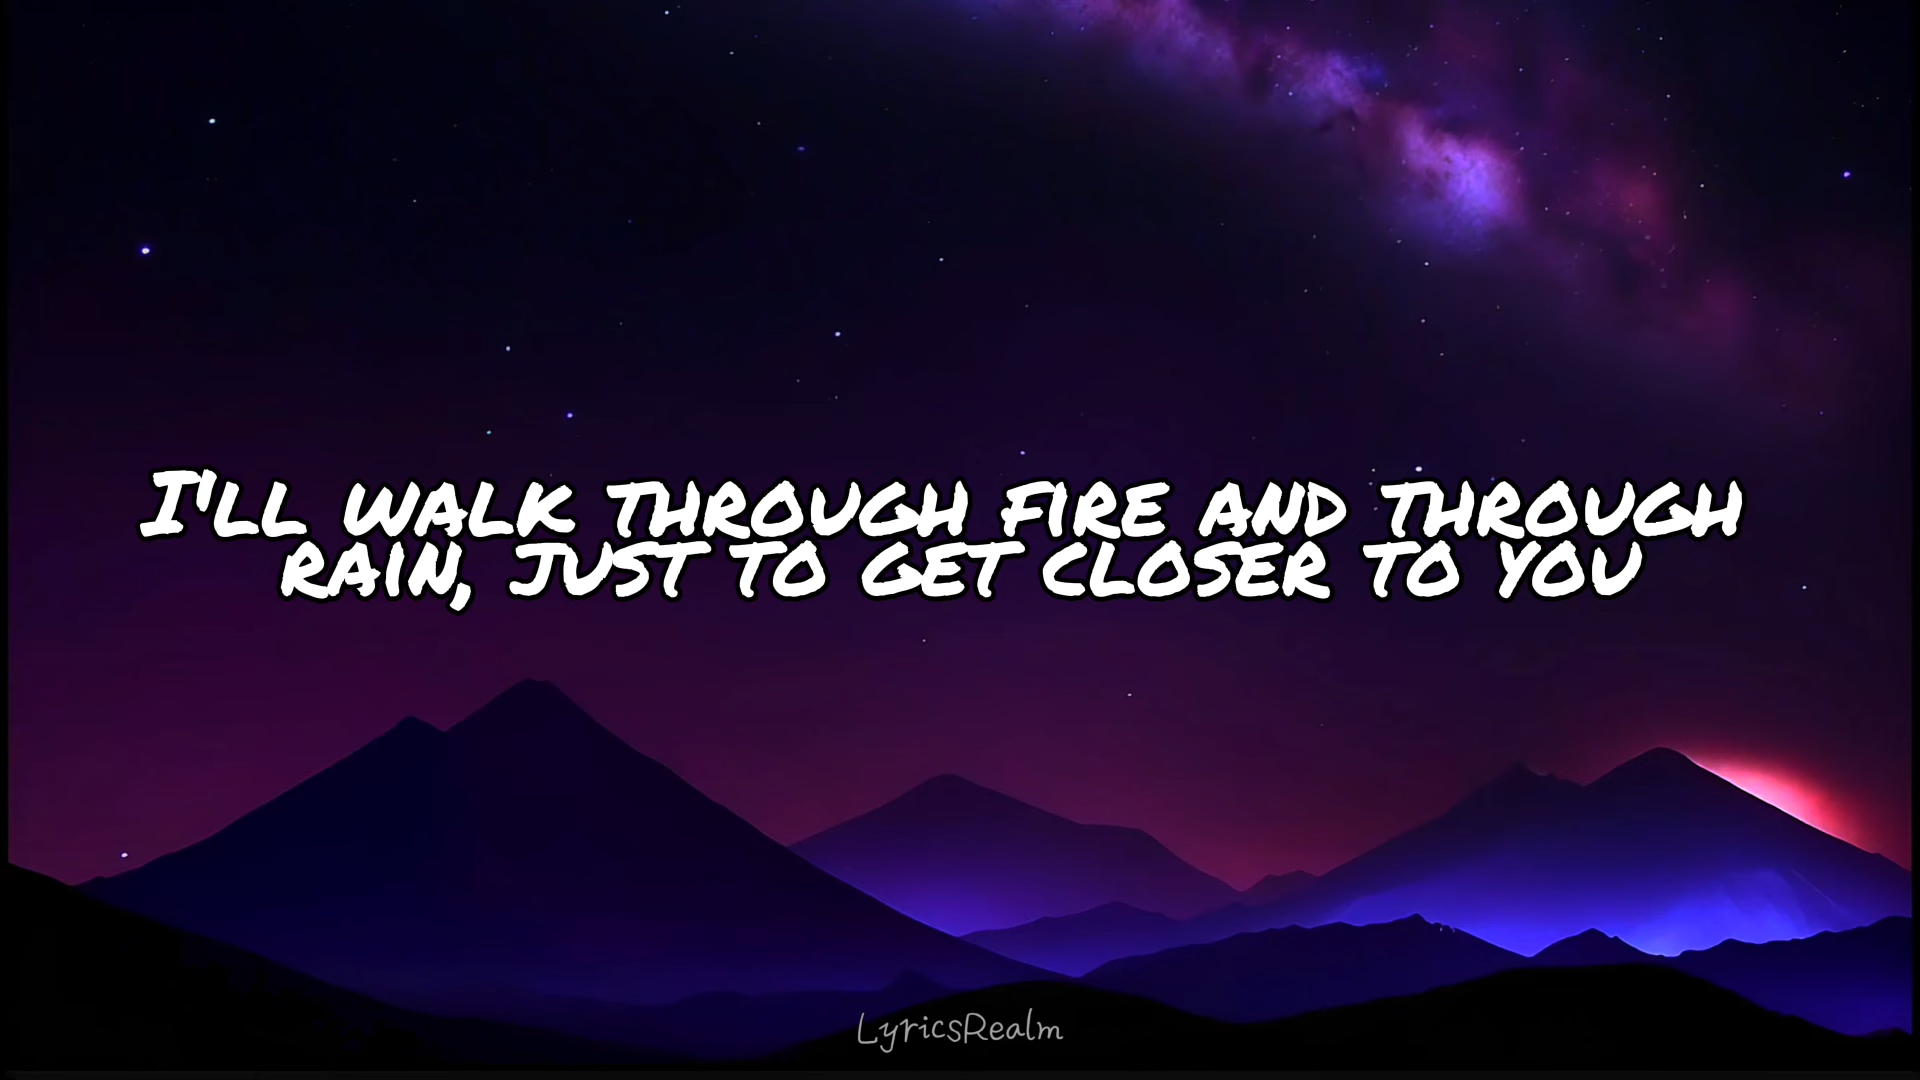 I'LL WALK THROUGH FIRE AND THROUGH
RAIN, JUST TO GET CLOSER TO YOU
LyricsRealm